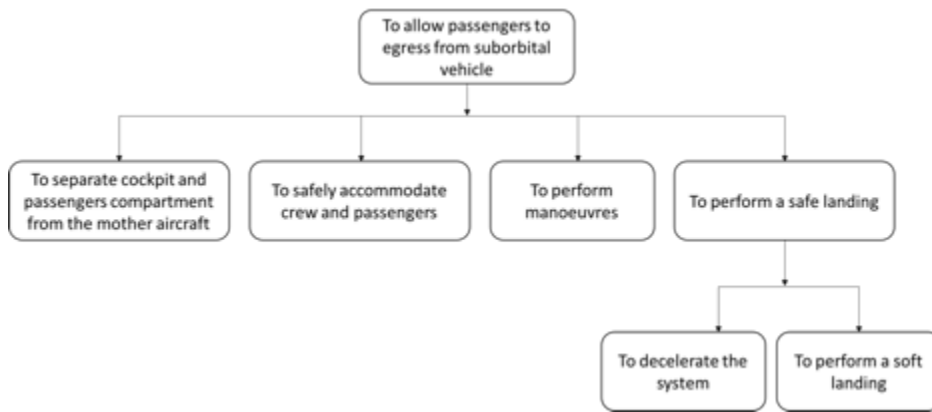 To allow passengers to
egress from suborbital
vehicle
To separate cockpit and
passengers compartment
from the mother aircraft
To safely accommodate
crew and passengers
To perform
manoeuvres
To perform a safe landing
To decelerate the
system
To perform a soft
landing